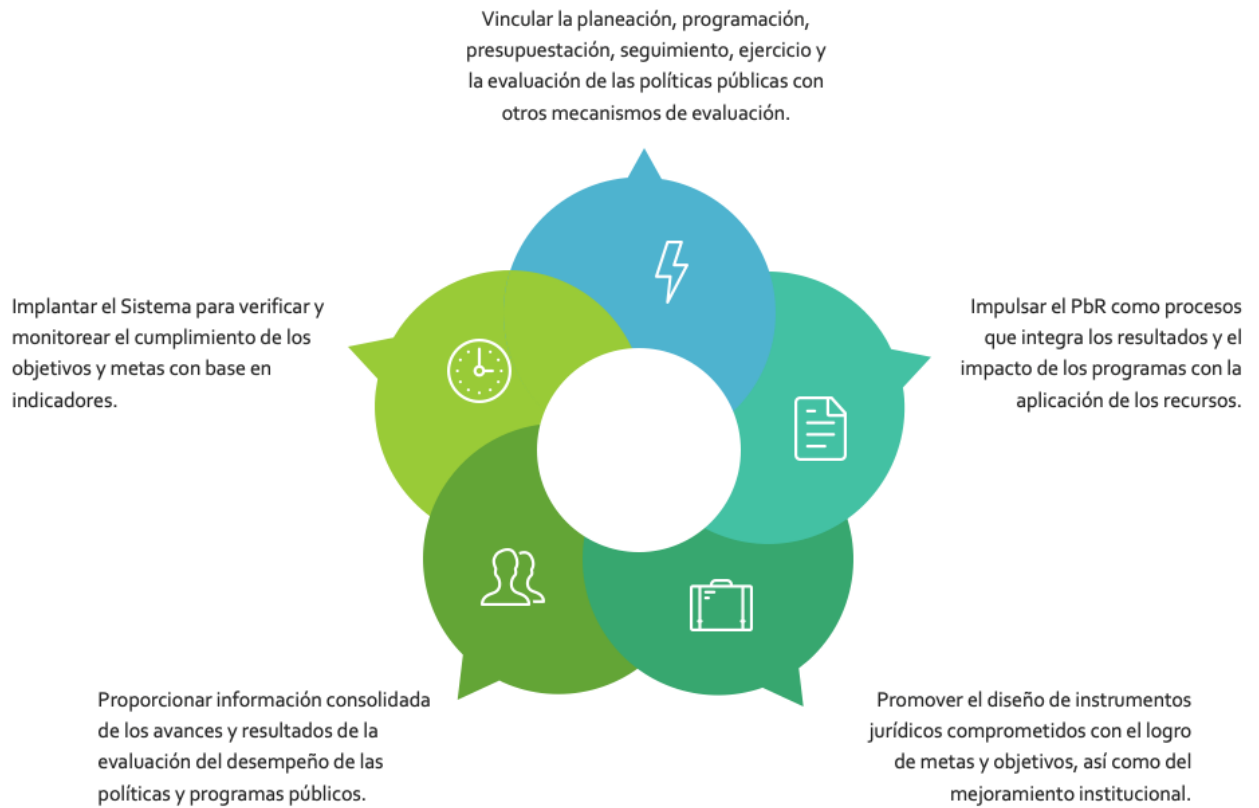 Vincular la planeación, programación,
presupuestación, seguimiento, ejercicio y
la evaluación de las políticas públicas con
otros mecanismos de evaluación.
Implantar el Sistema para verificar y
monitorear el cumplimiento de los
objetivos y metas con base en
indicadores.
Impulsar el PbR como procesos
que integra los resultados y el
impacto de los programas con la
aplicación de los recursos.
Proporcionar información consolidada
de los avances y resultados de la
evaluación del desempeño de las
políticas y programas públicos.
Promover el diseño de instrumentos
jurídicos comprometidos con el logro
de metas y objetivos, así como del
mejoramiento institucional.